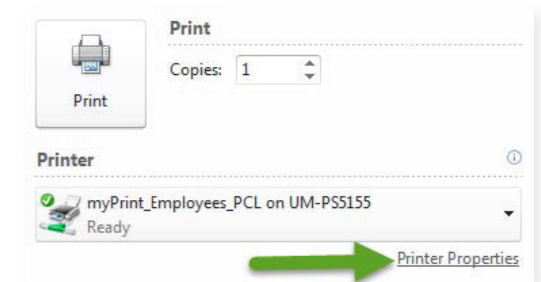 Print
Copies: 1
Print
Printer
myPrint_Employees_PCL on UM-PS5155
Ready
Printer Properties